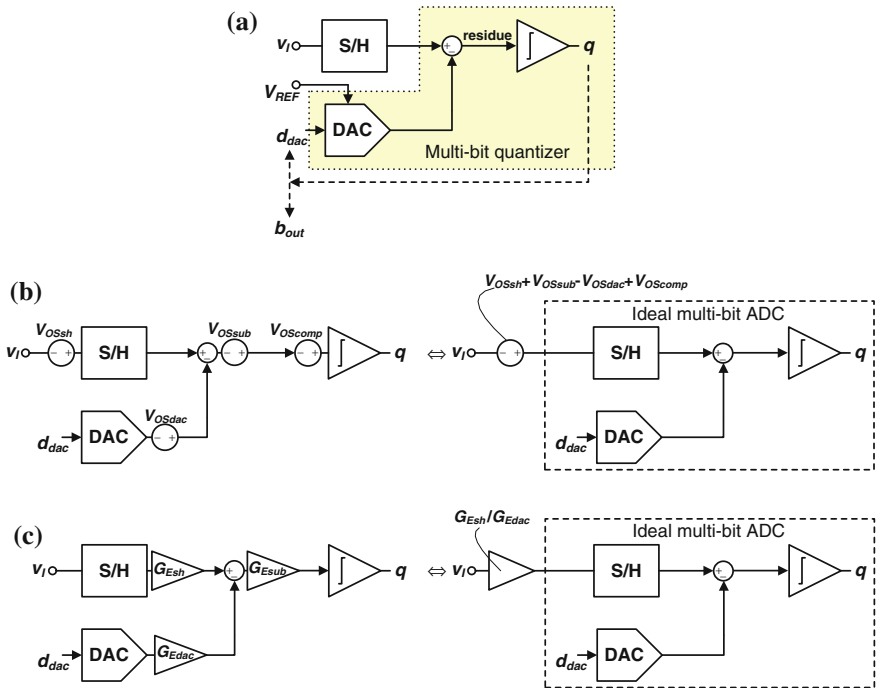 (a)
v_I
S/H
+
−
residue
q
V_REF
DAC
d_dac
Multi-bit quantizer
b_out
(b)
V_OSsh+V_OSsub-V_OSdac+V_OScomp
Ideal multi-bit ADC
V_OSsh
V_OSsub
V_OScomp
v_I
− +
S/H
+
−
− +
− +
q
⇔
v_I
− +
S/H
+
−
q
V_OSdac
d_dac
DAC
− +
d_dac
DAC
(c)
G_Esh/G_Edac
Ideal multi-bit ADC
v_I
S/H
G_Esh
+
−
G_Esub
q
⇔
v_I
S/H
+
−
q
d_dac
DAC
G_Edac
d_dac
DAC